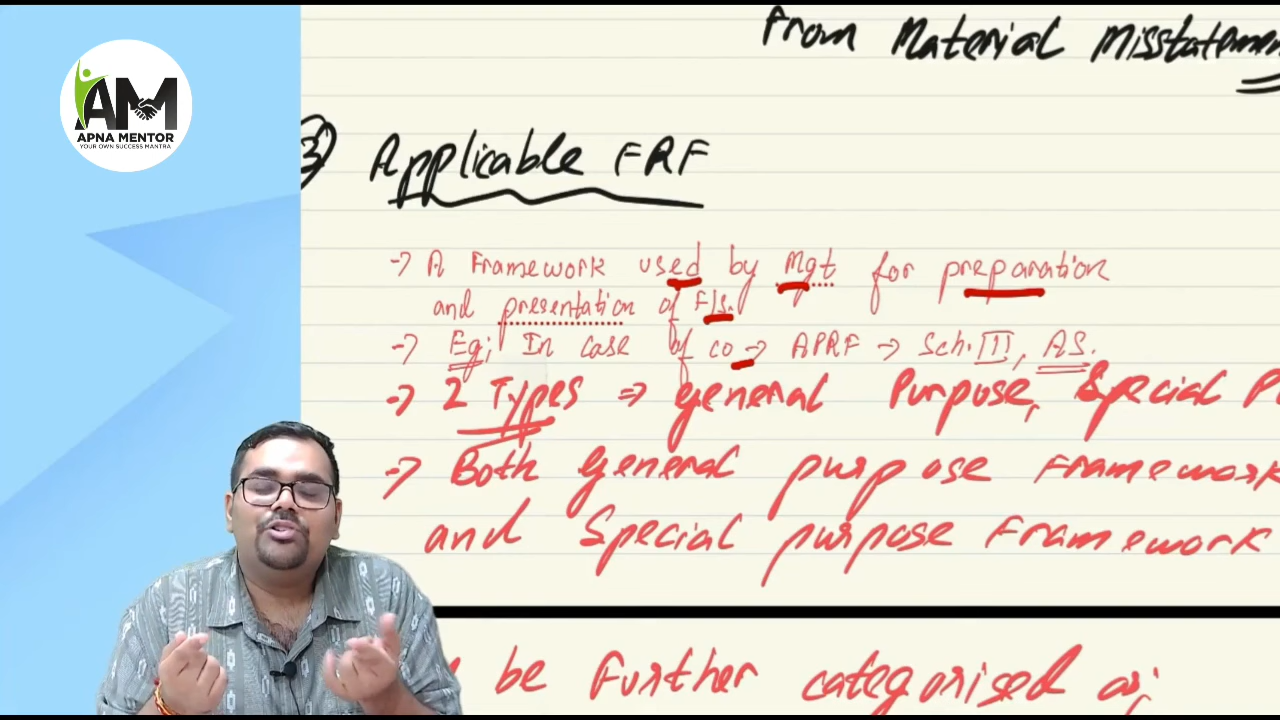 AM
APNA MENTOR
YOUR OWN SUCCESS MANTRA
From Material Misstatemen
3 Applicable FRF
-> A Framework used by Mgt for preparation
and presentation of F/s.
-> Eg; In case of co -> APRF -> Sch. III, AS.
-> 2 Types => general Purpose, Special P
-> Both general purpose Framework
and Special purpose Framework
be Further categorised as;